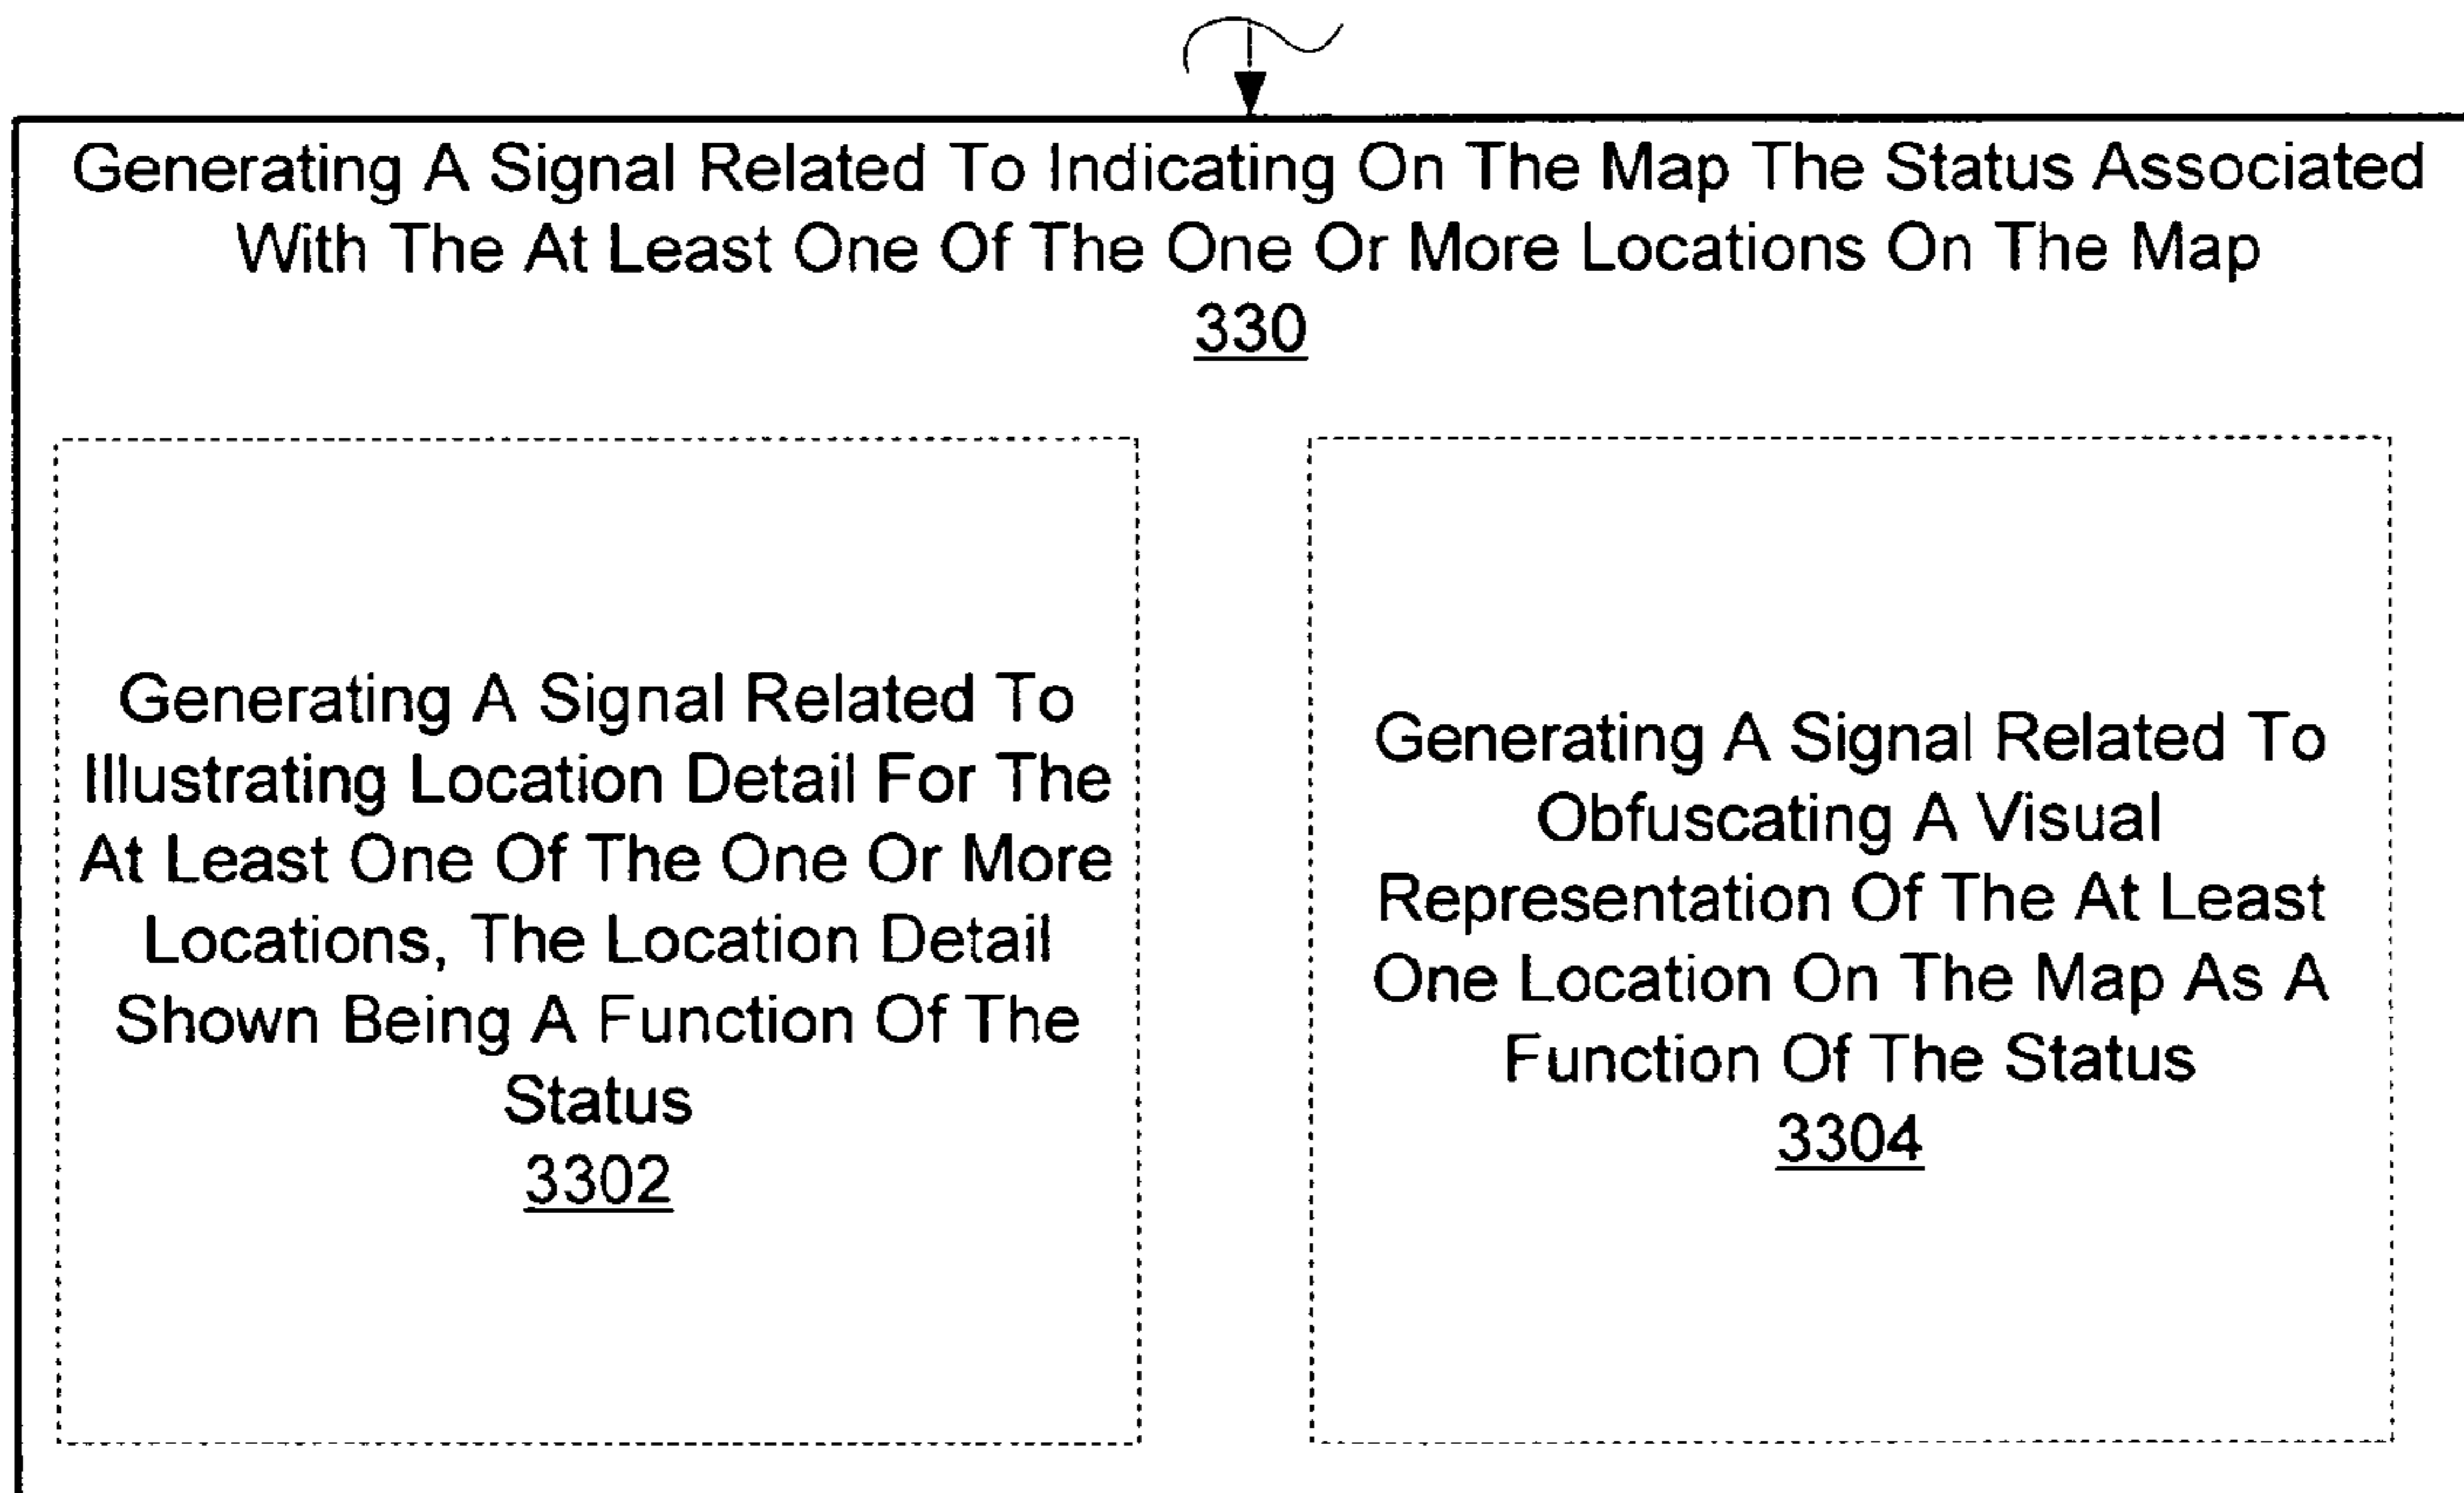 Generating A Signal Related To Indicating On The Map The Status Associated
With The At Least One Of The One Or More Locations On The Map
330
Generating A Signal Related To
Illustrating Location Detail For The
At Least One Of The One Or More
Locations, The Location Detail
Shown Being A Function Of The
Status
3302
Generating A Signal Related To
Obfuscating A Visual
Representation Of The At Least
One Location On The Map As A
Function Of The Status
3304